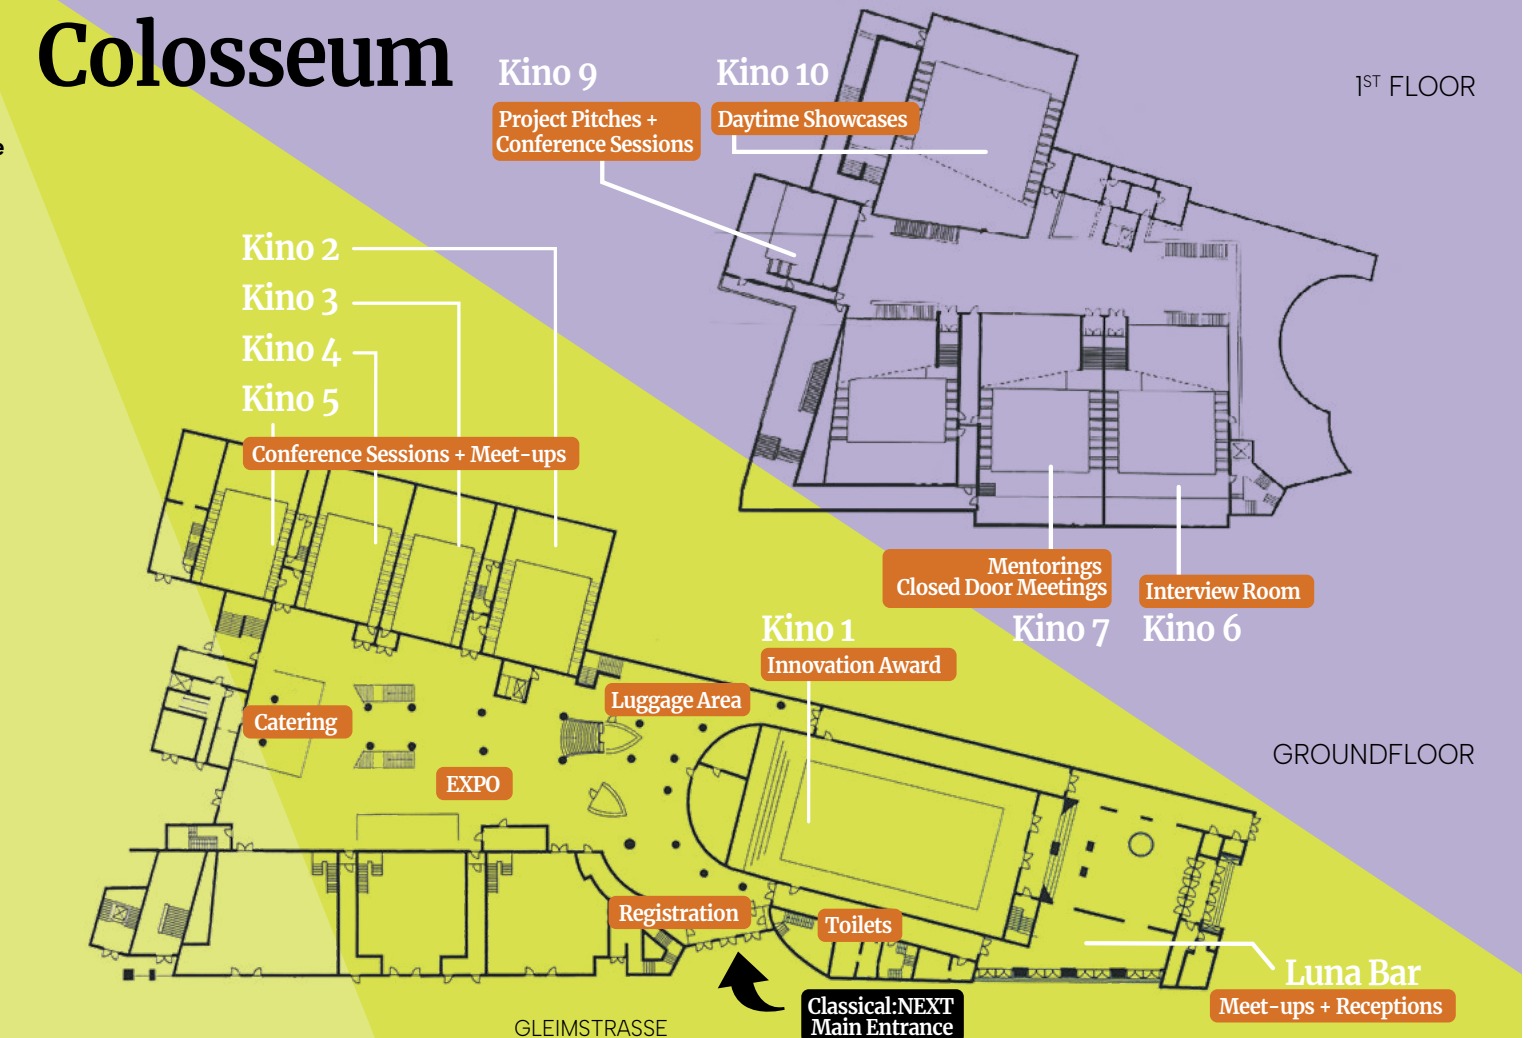 Colosseum
e
Kino 9
Project Pitches +
Conference Sessions
Kino 10
Daytime Showcases
1ST FLOOR
Kino 2
Kino 3
Kino 4
Kino 5
Conference Sessions + Meet-ups
Mentorings
Closed Door Meetings
Kino 7
Interview Room
Kino 6
Kino 1
Innovation Award
Luggage Area
Catering
EXPO
GROUNDFLOOR
Registration
Toilets
Luna Bar
Meet-ups + Receptions
Classical:NEXT
Main Entrance
GLEIMSTRASSE